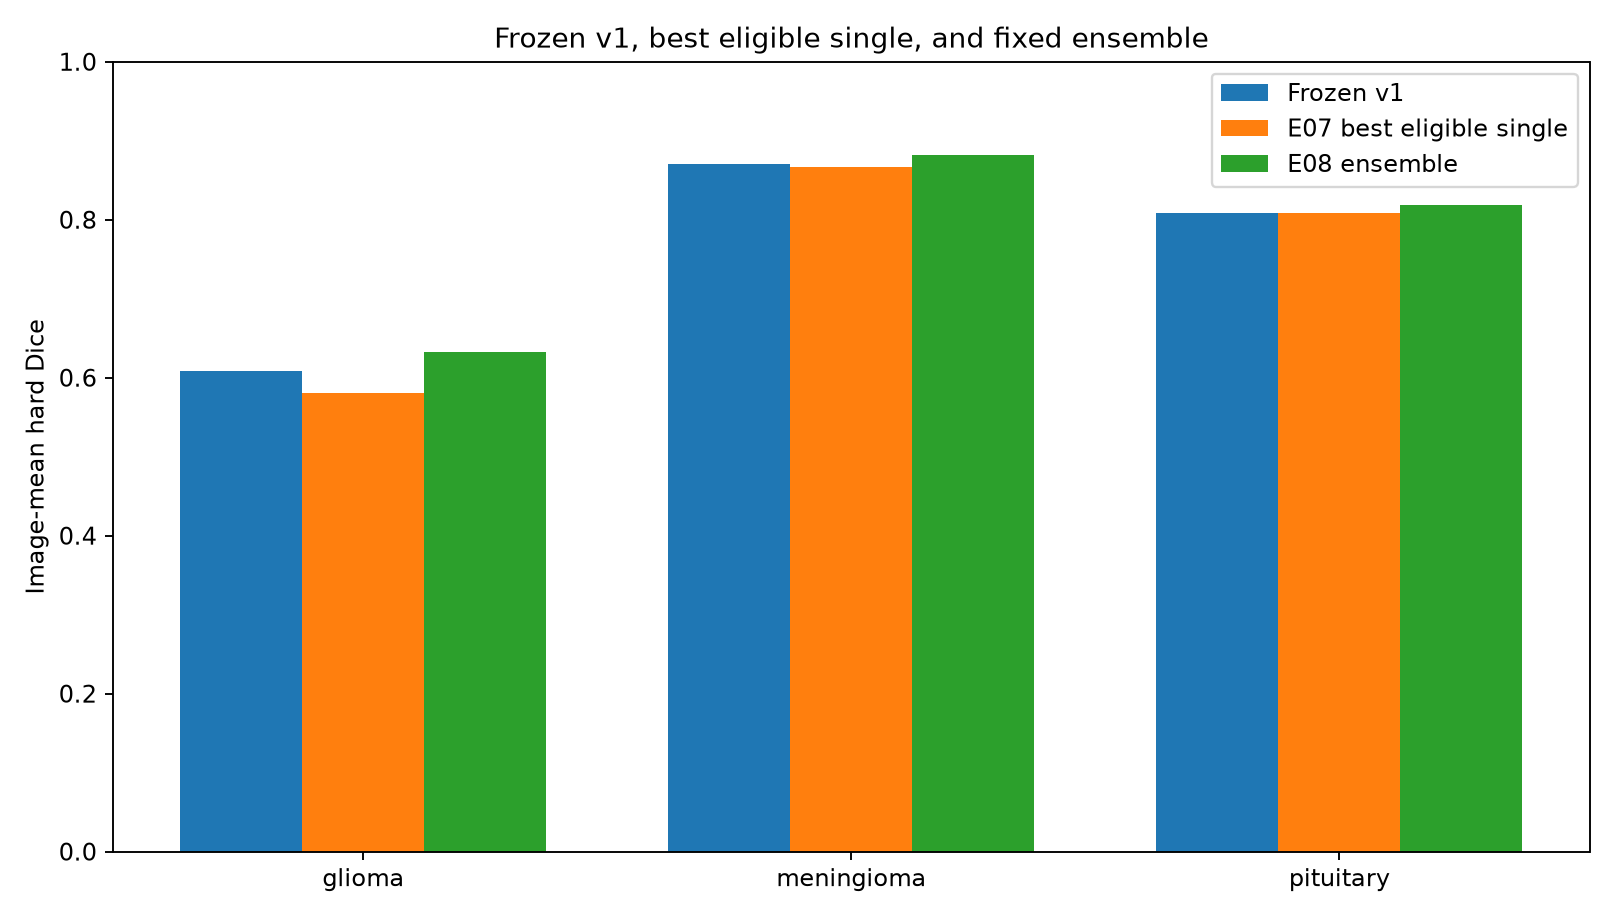 Frozen v1, best eligible single, and fixed ensemble
Frozen v1
E07 best eligible single
E08 ensemble
Image-mean hard Dice
1.0
0.8
0.6
0.4
0.2
0.0
glioma
meningioma
pituitary